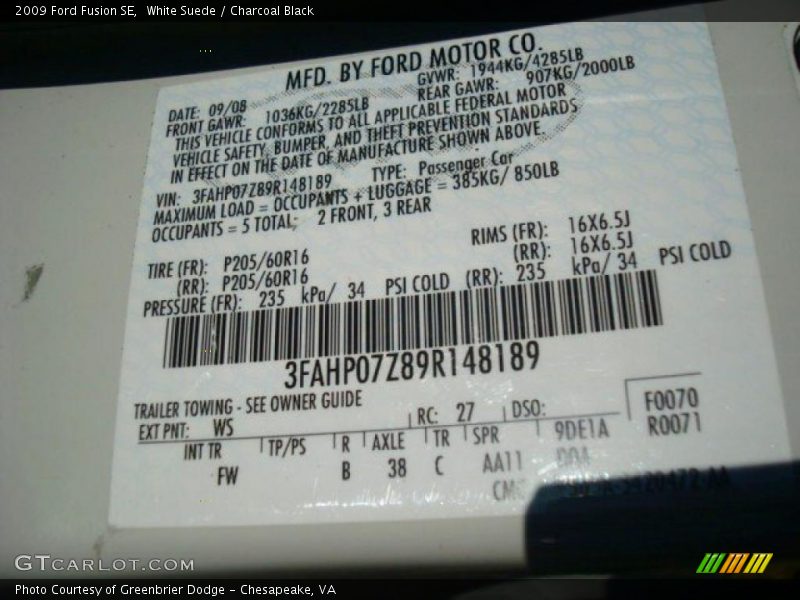 2009 Ford Fusion SE,  White Suede / Charcoal Black
MFD. BY FORD MOTOR CO.
DATE: 09/08 GVWR: 1944KG/4285LB
FRONT GAWR: 1036KG/2285LB REAR GAWR: 907KG/2000LB
THIS VEHICLE CONFORMS TO ALL APPLICABLE FEDERAL MOTOR
VEHICLE SAFETY, BUMPER, AND THEFT PREVENTION STANDARDS
IN EFFECT ON THE DATE OF MANUFACTURE SHOWN ABOVE.
VIN: 3FAHP07Z89R148189 TYPE: Passenger Car
MAXIMUM LOAD = OCCUPANTS + LUGGAGE = 385KG/ 850LB
OCCUPANTS = 5 TOTAL; 2 FRONT, 3 REAR
TIRE (FR): P205/60R16 RIMS (FR): 16X6.5J
(RR): P205/60R16 (RR): 16X6.5J
PRESSURE (FR): 235 kPa/ 34 PSI COLD (RR): 235 kPa/ 34 PSI COLD
3FAHP07Z89R148189
TRAILER TOWING - SEE OWNER GUIDE
EXT PNT: WS RC: 27 DSO: F0070
INT TR TP/PS R AXLE TR SPR 9DE1A R0071
FW B 38 C AA11
GTCARLOT.COM
Photo Courtesy of Greenbrier Dodge - Chesapeake, VA